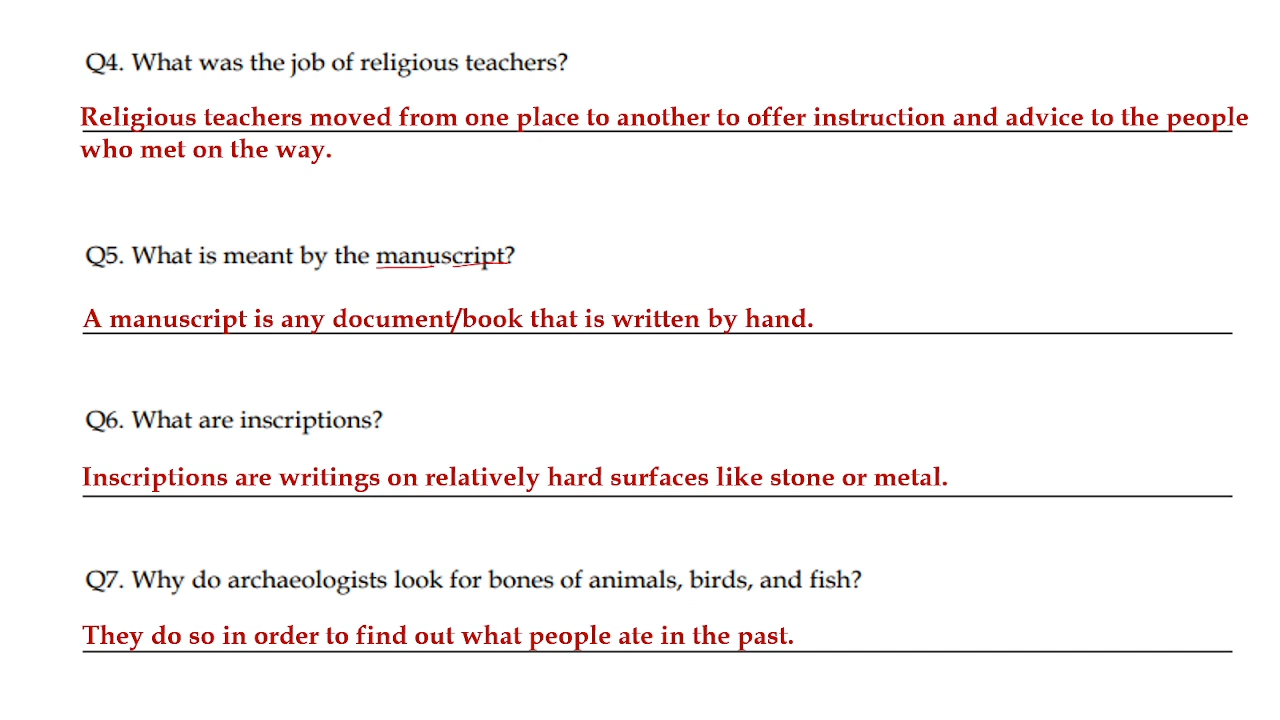 Q4. What was the job of religious teachers?
Religious teachers moved from one place to another to offer instruction and advice to the people
who met on the way.
Q5. What is meant by the manuscript?
A manuscript is any document/book that is written by hand.
Q6. What are inscriptions?
Inscriptions are writings on relatively hard surfaces like stone or metal.
Q7. Why do archaeologists look for bones of animals, birds, and fish?
They do so in order to find out what people ate in the past.